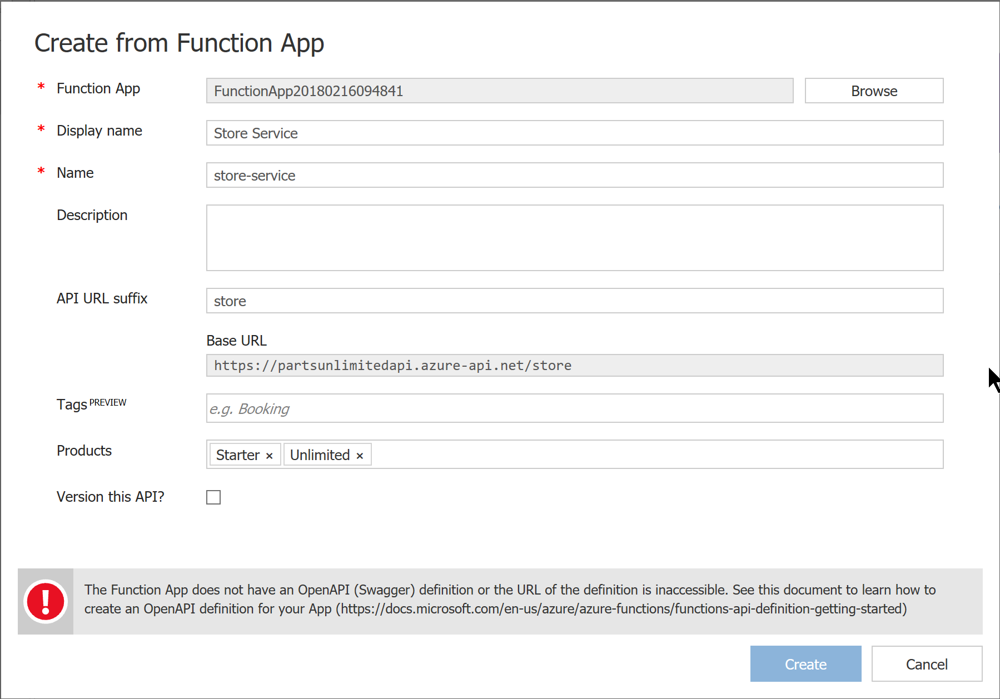 Create from Function App
* Function App FunctionApp20180216094841 Browse
* Display name Store Service
* Name store-service
Description
API URL suffix store
Base URL
https://partsunlimitedapi.azure-api.net/store
Tags PREVIEW e.g. Booking
Products Starter × Unlimited ×
Version this API?
The Function App does not have an OpenAPI (Swagger) definition or the URL of the definition is inaccessible. See this document to learn how to
create an OpenAPI definition for your App (https://docs.microsoft.com/en-us/azure/azure-functions/functions-api-definition-getting-started)
Create Cancel